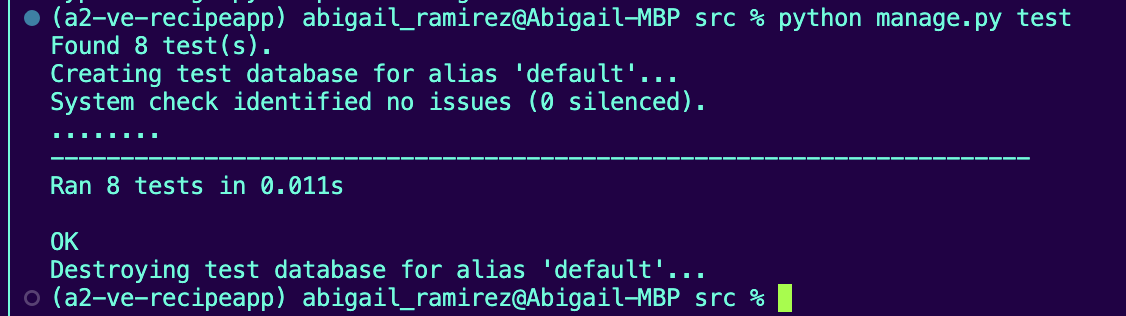 (a2-ve-recipeapp) abigail_ramirez@Abigail-MBP src % python manage.py test
Found 8 test(s).
Creating test database for alias 'default'...
System check identified no issues (0 silenced).
........
----------------------------------------------------------------------
Ran 8 tests in 0.011s
OK
Destroying test database for alias 'default'...
(a2-ve-recipeapp) abigail_ramirez@Abigail-MBP src %